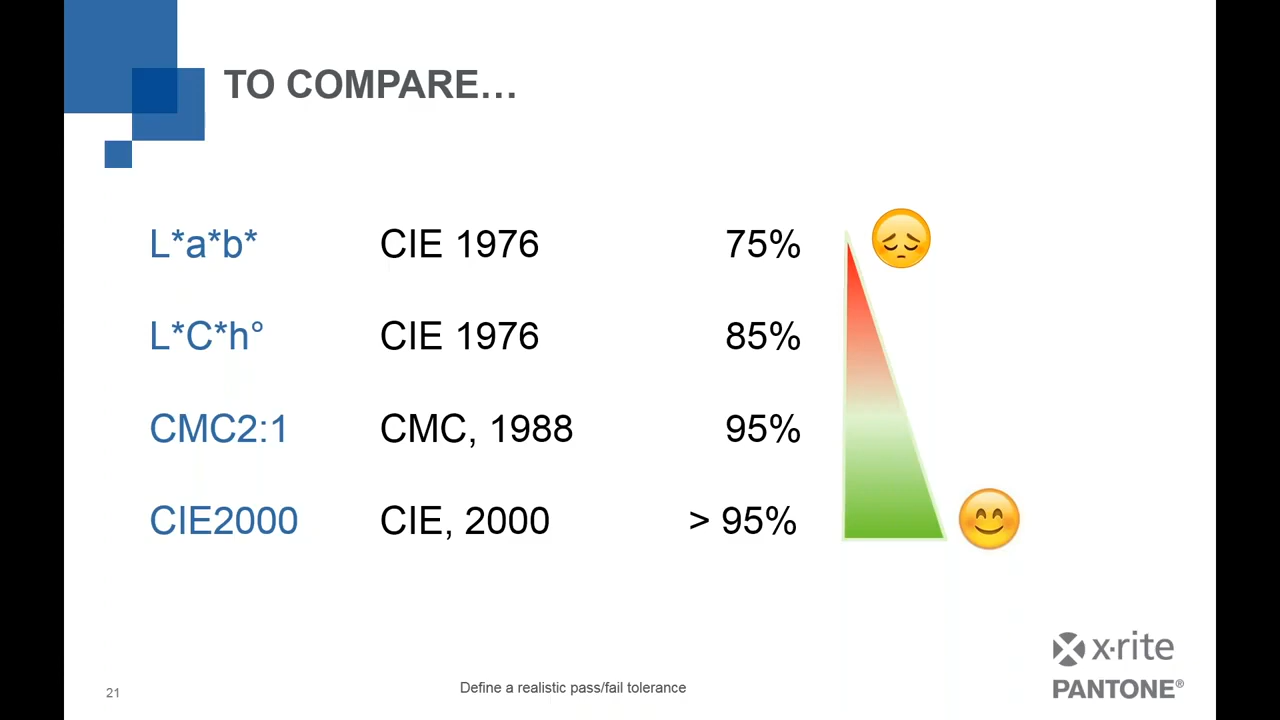 TO COMPARE…
L*a*b* CIE 1976 75%
L*C*h° CIE 1976 85%
CMC2:1 CMC, 1988 95%
CIE2000 CIE, 2000 > 95%
x·rite
PANTONE®
21 Define a realistic pass/fail tolerance